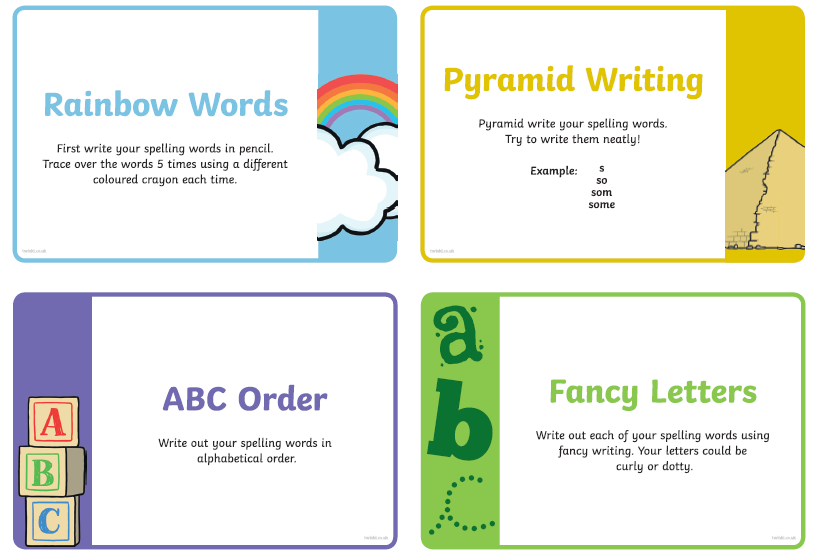 Rainbow Words
First write your spelling words in pencil.
Trace over the words 5 times using a different
coloured crayon each time.
twinkl.co.uk
Pyramid Writing
Pyramid write your spelling words.
Try to write them neatly!
Example: s
so
som
some
twinkl.co.uk
A
B
C
ABC Order
Write out your spelling words in
alphabetical order.
twinkl.co.uk
a
b
c
Fancy Letters
Write out each of your spelling words using
fancy writing. Your letters could be
curly or dotty.
twinkl.co.uk